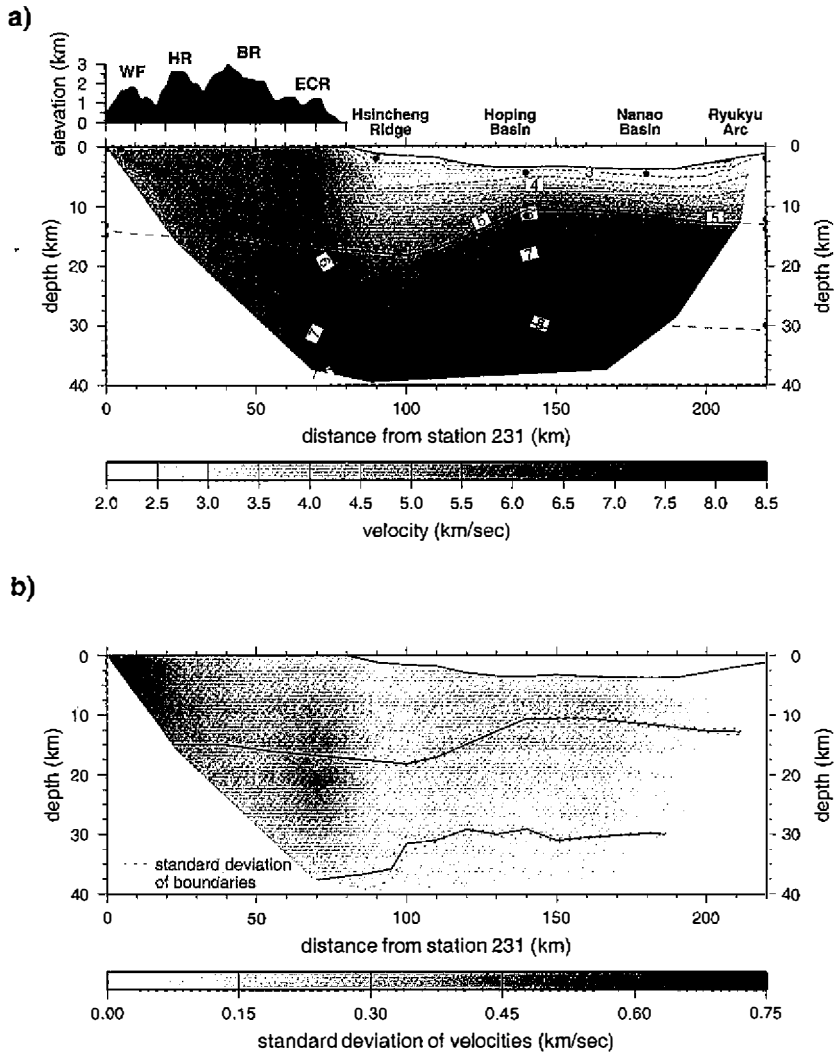 a)
WF HR BR ECR
elevation (km)
3
2
1
0
Hsincheng Ridge
Hoping Basin
Nanao Basin
Ryukyu Arc
depth (km)
0
10
20
30
40
3
4
5
5
6
6
7
7
8
0
10
20
30
40
depth (km)
0 50 100 150 200
distance from station 231 (km)
2.0 2.5 3.0 3.5 4.0 4.5 5.0 5.5 6.0 6.5 7.0 7.5 8.0 8.5
velocity (km/sec)
b)
depth (km)
0
10
20
30
40
standard deviation
of boundaries
0
10
20
30
40
depth (km)
0 50 100 150 200
distance from station 231 (km)
0.00 0.15 0.30 0.45 0.60 0.75
standard deviation of velocities (km/sec)